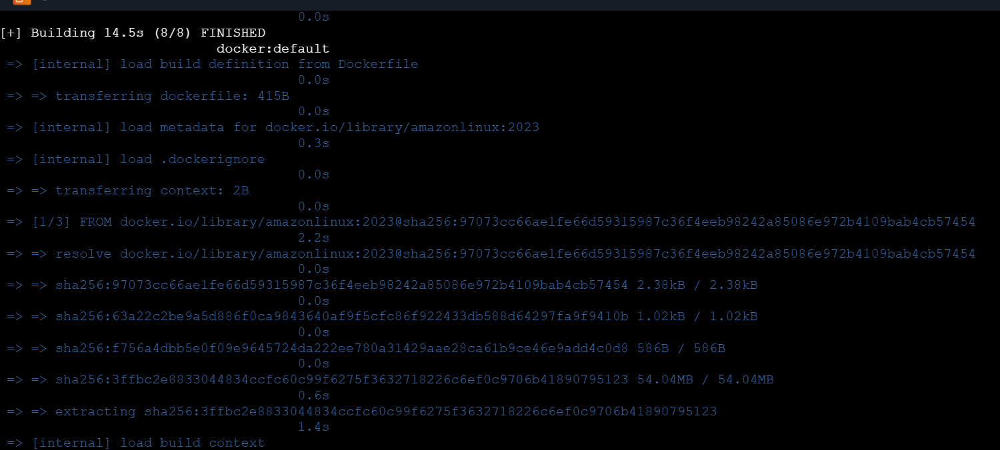 0.0s
[+] Building 14.5s (8/8) FINISHED
docker:default
=> [internal] load build definition from Dockerfile
0.0s
=> => transferring dockerfile: 415B
0.0s
=> [internal] load metadata for docker.io/library/amazonlinux:2023
0.3s
=> [internal] load .dockerignore
0.0s
=> => transferring context: 2B
0.0s
=> [1/3] FROM docker.io/library/amazonlinux:2023@sha256:97073cc66ae1fe66d59315987c36f4eeb98242a85086e972b4109bab4cb57454
2.2s
=> => resolve docker.io/library/amazonlinux:2023@sha256:97073cc66ae1fe66d59315987c36f4eeb98242a85086e972b4109bab4cb57454
0.0s
=> => sha256:97073cc66ae1fe66d59315987c36f4eeb98242a85086e972b4109bab4cb57454 2.38kB / 2.38kB
0.0s
=> => sha256:63a22c2be9a5d886f0ca9843640af9f5cfc86f922433db588d64297fa9f9410b 1.02kB / 1.02kB
0.0s
=> => sha256:f756a4dbb5e0f09e9645724da222ee780a31429aae28ca61b9ce46e9add4c0d8 586B / 586B
0.0s
=> => sha256:3ffbc2e8833044834ccfc60c99f6275f3632718226c6ef0c9706b41890795123 54.04MB / 54.04MB
0.6s
=> => extracting sha256:3ffbc2e8833044834ccfc60c99f6275f3632718226c6ef0c9706b41890795123
1.4s
=> [internal] load build context